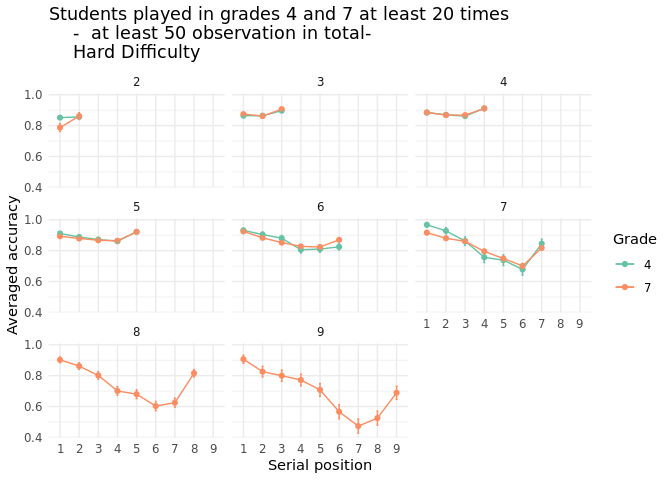 Students played in grades 4 and 7 at least 20 times
-  at least 50 observation in total-
Hard Difficulty
2
3
4
1.0
0.8
0.6
0.4
5
6
7
1.0
0.8
0.6
0.4
1 2 3 4 5 6 7 8 9
8
9
1.0
0.8
0.6
0.4
1 2 3 4 5 6 7 8 9
1 2 3 4 5 6 7 8 9
Serial position
Averaged accuracy
Grade
4
7